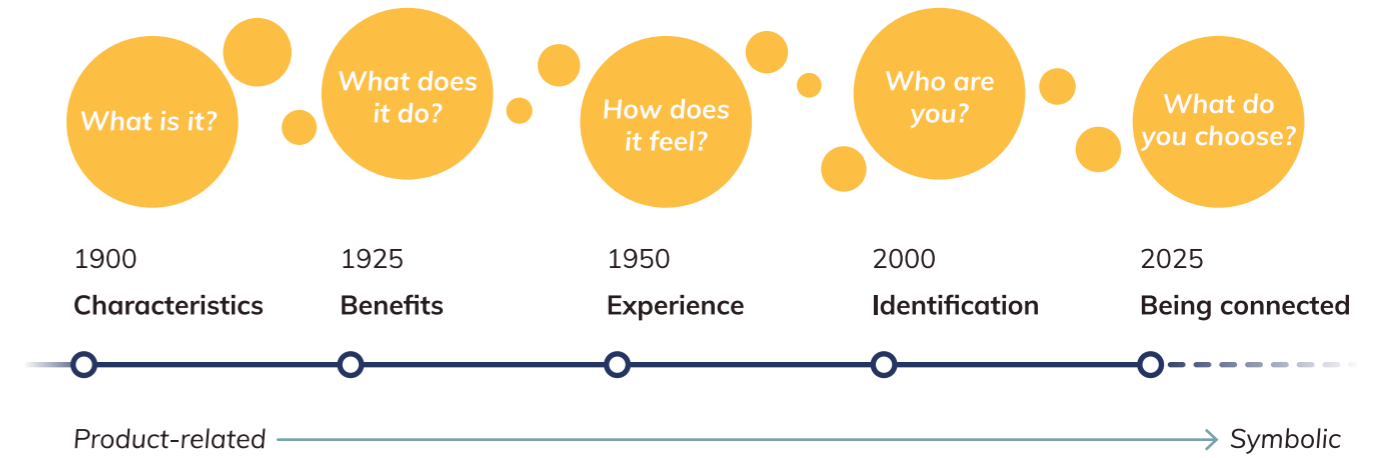 What is it?
What does
it do?
How does
it feel?
Who are
you?
What do
you choose?
1900
Characteristics
1925
Benefits
1950
Experience
2000
Identification
2025
Being connected
Product-related
Symbolic